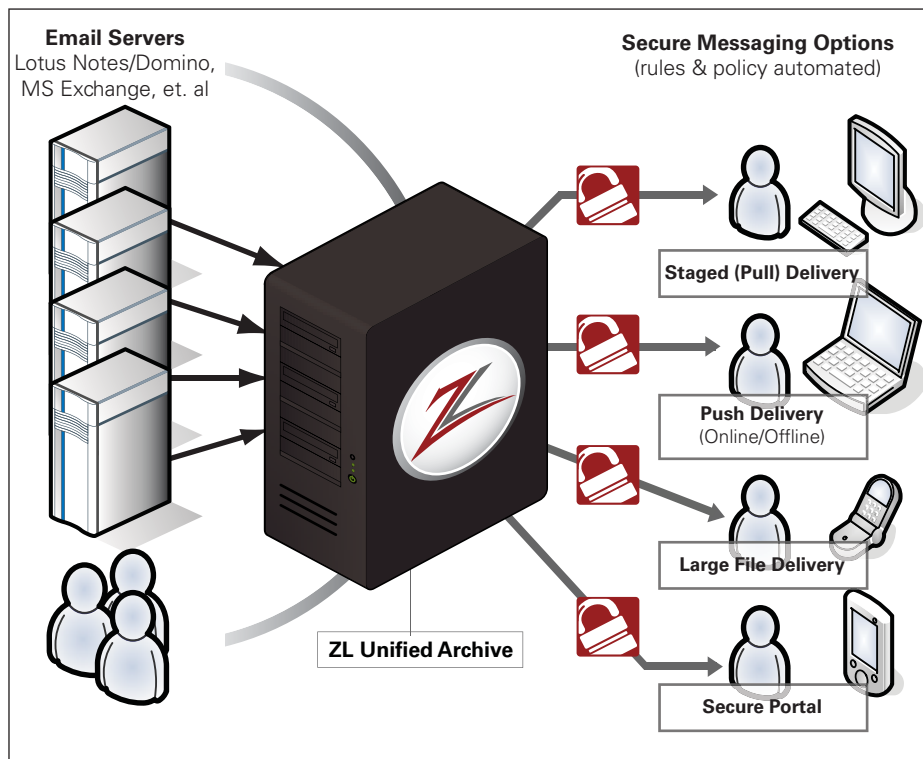 Email Servers
Lotus Notes/Domino,
MS Exchange, et. al
Secure Messaging Options
(rules & policy automated)
Staged (Pull) Delivery
Push Delivery
(Online/Offline)
Large File Delivery
ZL Unified Archive
Secure Portal